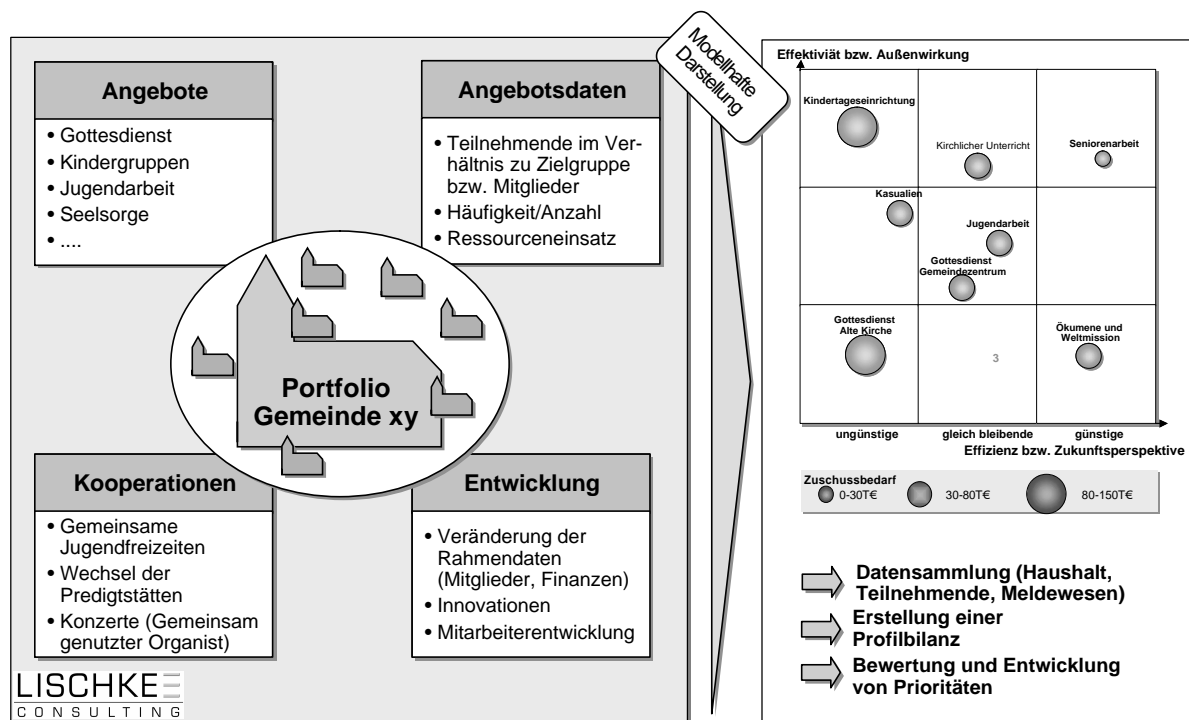 Angebote
• Gottesdienst
• Kindergruppen
• Jugendarbeit
• Seelsorge
• ....
Angebotsdaten
• Teilnehmende im Ver-
hältnis zu Zielgruppe
bzw. Mitglieder
• Häufigkeit/Anzahl
• Ressourceneinsatz
Portfolio
Gemeinde xy
Kooperationen
• Gemeinsame
Jugendfreizeiten
• Wechsel der
Predigtstätten
• Konzerte (Gemeinsam
genutzter Organist)
Entwicklung
• Veränderung der
Rahmendaten
(Mitglieder, Finanzen)
• Innovationen
• Mitarbeiterentwicklung
LISCHKE
CONSULTING
Modellhafte
Darstellung
Effektiviät bzw. Außenwirkung
Kindertageseinrichtung
Kirchlicher Unterricht
Seniorenarbeit
Kasualien
Jugendarbeit
Gottesdienst
Gemeindezentrum
Gottesdienst
Alte Kirche
3
Ökumene und
Weltmission
ungünstige gleich bleibende günstige
Effizienz bzw. Zukunftsperspektive
Zuschussbedarf
0-30T€ 30-80T€ 80-150T€
Datensammlung (Haushalt,
Teilnehmende, Meldewesen)
Erstellung einer
Profilbilanz
Bewertung und Entwicklung
von Prioritäten